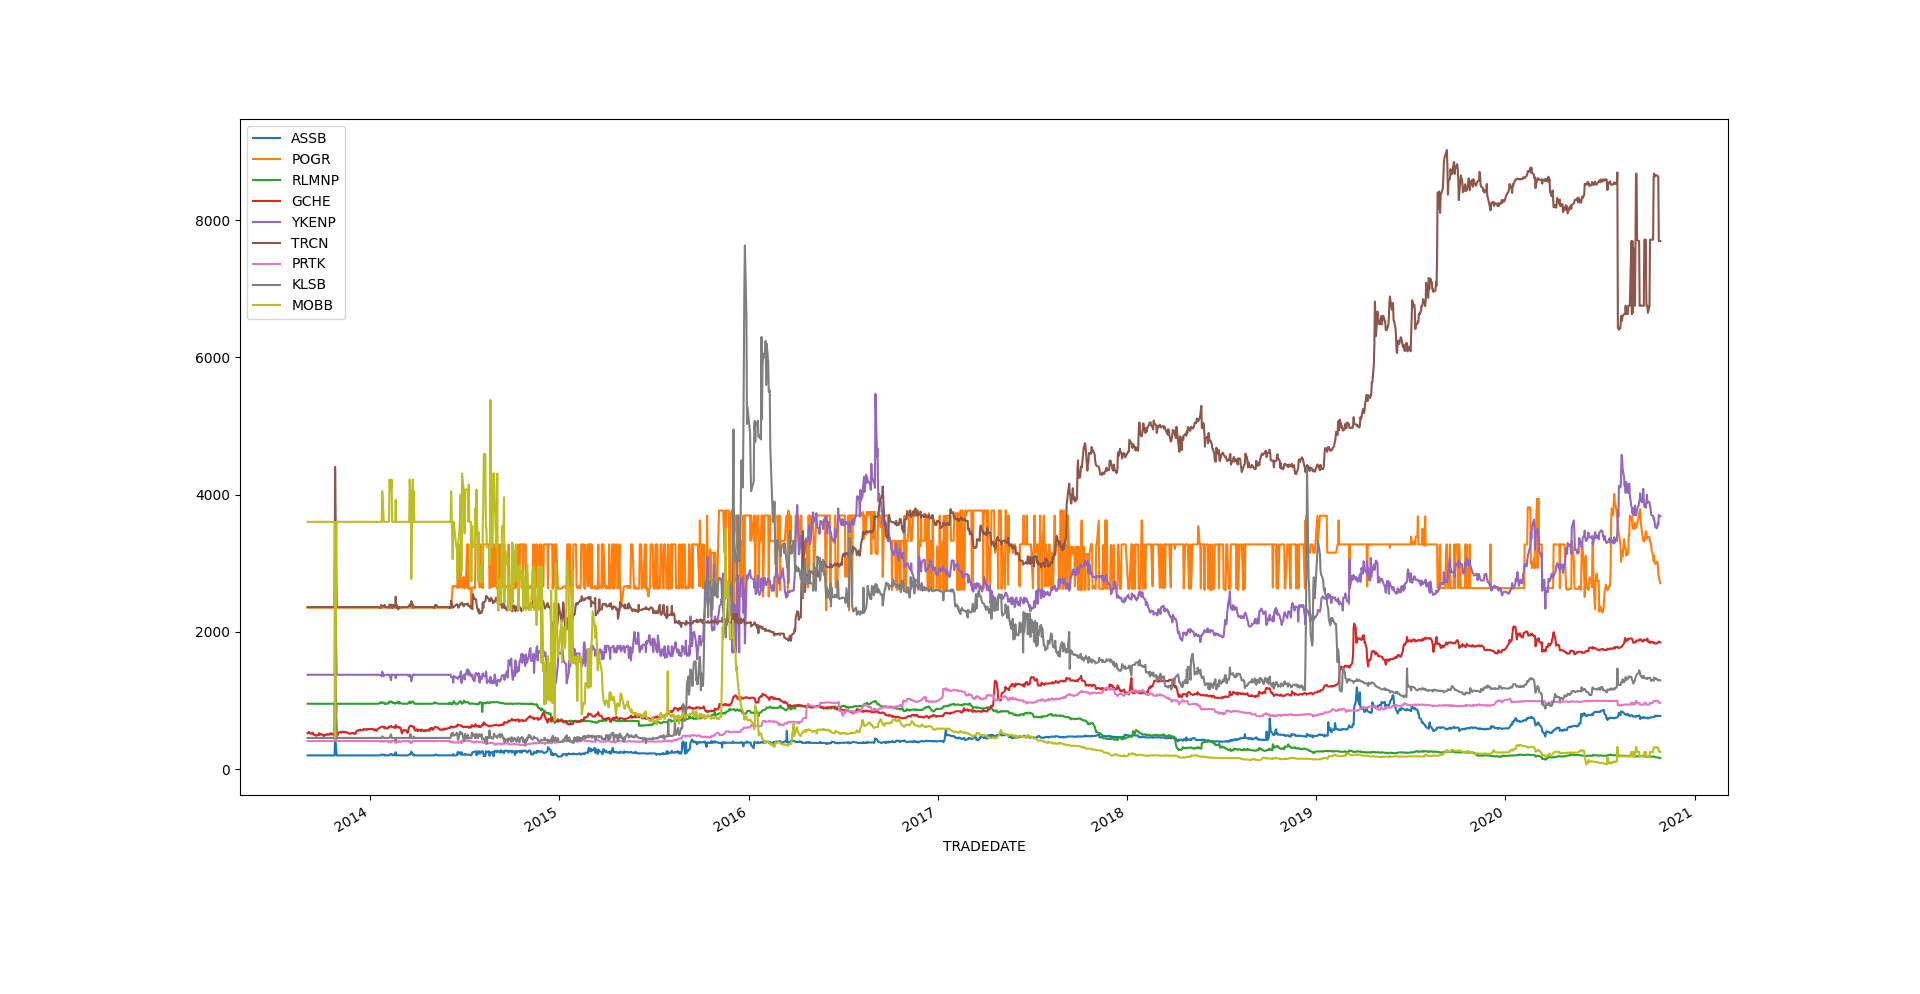 ASSB
POGR
RLMNP
GCHE
YKENP
TRCN
PRTK
KLSB
MOBB
8000
6000
4000
2000
0
2014
2015
2016
2017
2018
2019
2020
2021
TRADEDATE